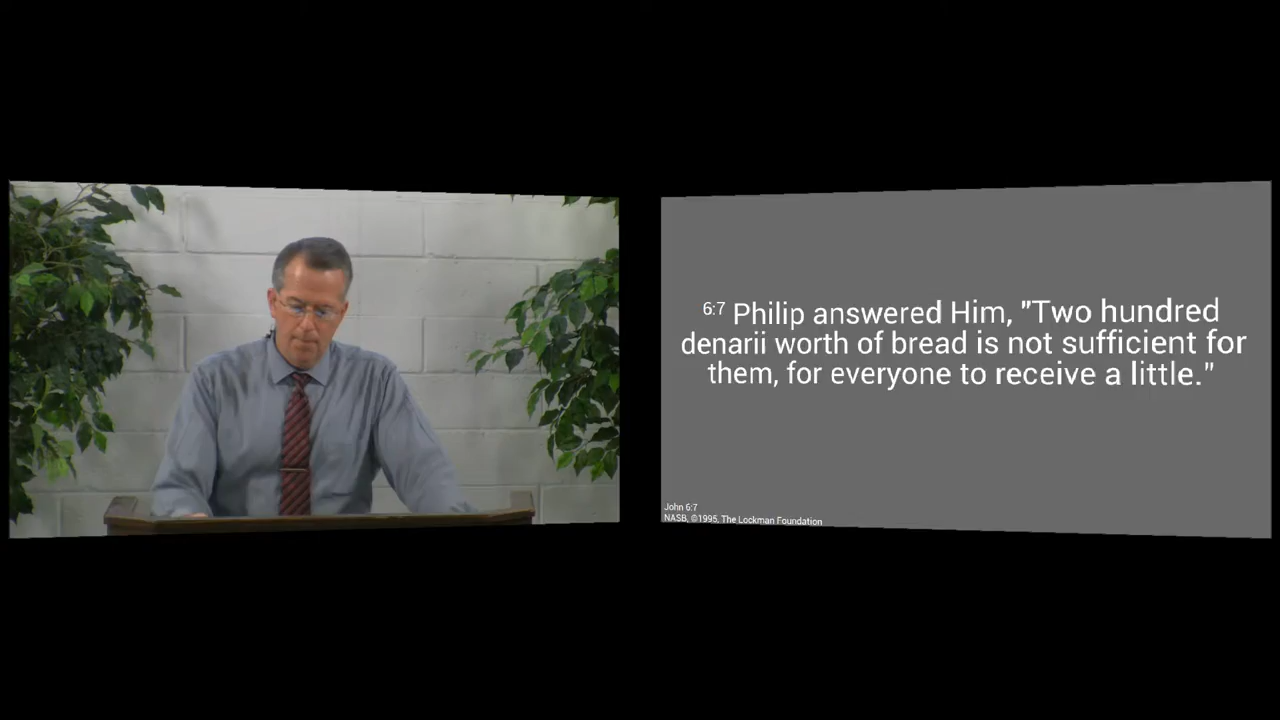 6:7 Philip answered Him, "Two hundred
denarii worth of bread is not sufficient for
them, for everyone to receive a little."
John 6:7
NASB, ©1995, The Lockman Foundation